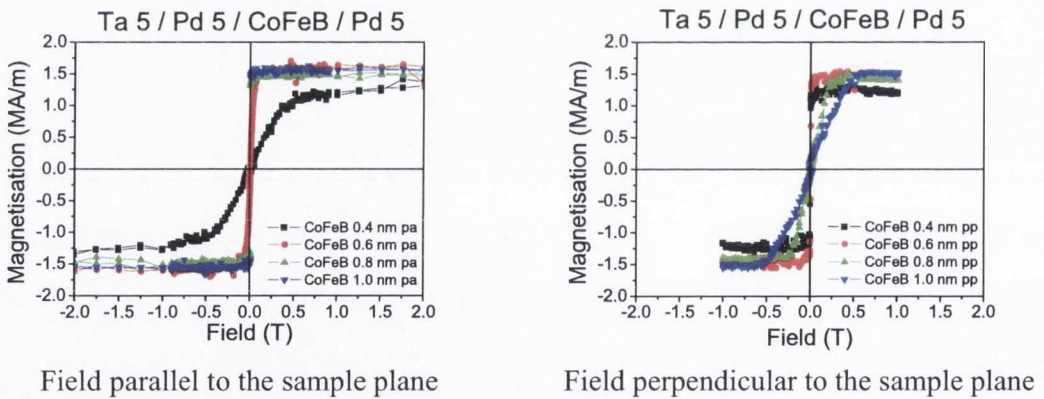 Ta 5 / Pd 5 / CoFeB / Pd 5
Magnetisation (MA/m)
2.0
1.5
1.0
0.5
0.0
-0.5
-1.0
-1.5
-2.0
CoFeB 0.4 nm pa
CoFeB 0.6 nm pa
CoFeB 0.8 nm pa
CoFeB 1.0 nm pa
-2.0 -1.5 -1.0 -0.5 0.0 0.5 1.0 1.5 2.0
Field (T)
Field parallel to the sample plane
Ta 5 / Pd 5 / CoFeB / Pd 5
Magnetisation (MA/m)
2.0
1.5
1.0
0.5
0.0
-0.5
-1.0
-1.5
-2.0
CoFeB 0.4 nm pp
CoFeB 0.6 nm pp
CoFeB 0.8 nm pp
CoFeB 1.0 nm pp
-2.0 -1.5 -1.0 -0.5 0.0 0.5 1.0 1.5 2.0
Field (T)
Field perpendicular to the sample plane